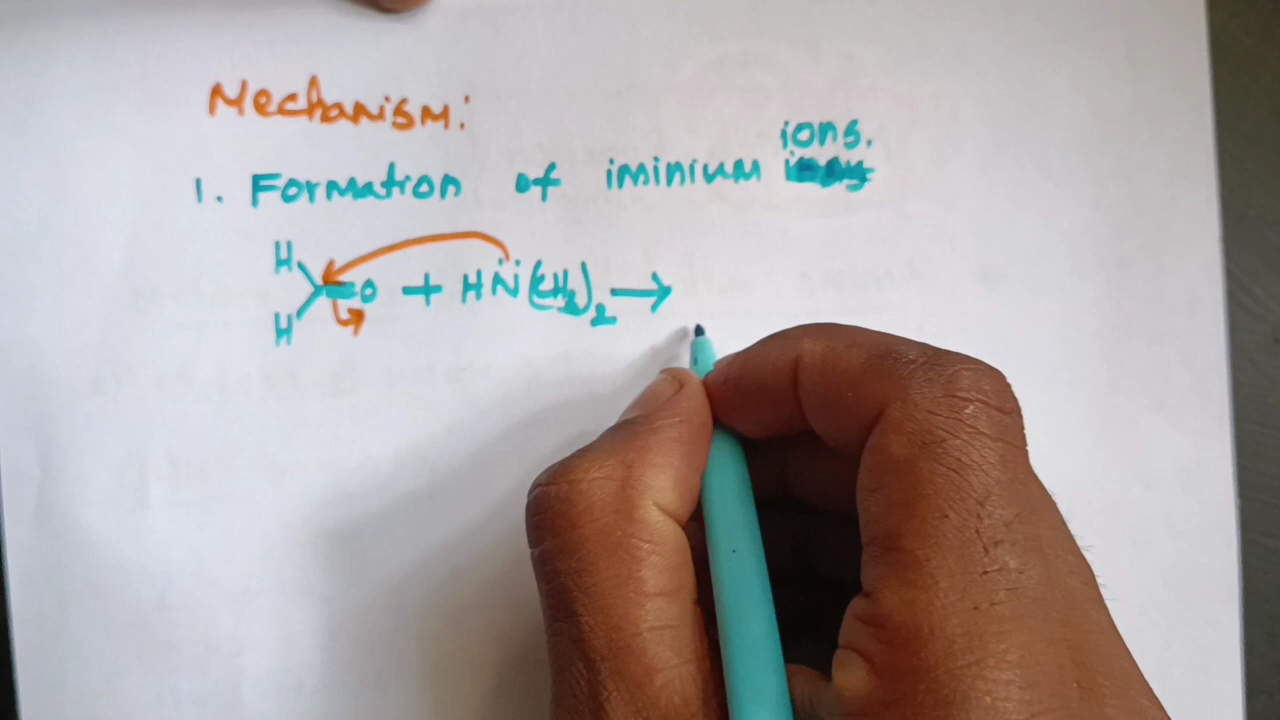 Mechanism:
1. Formation of iminium ions.
H
H
=O + HN̈(CH₃)₂ →